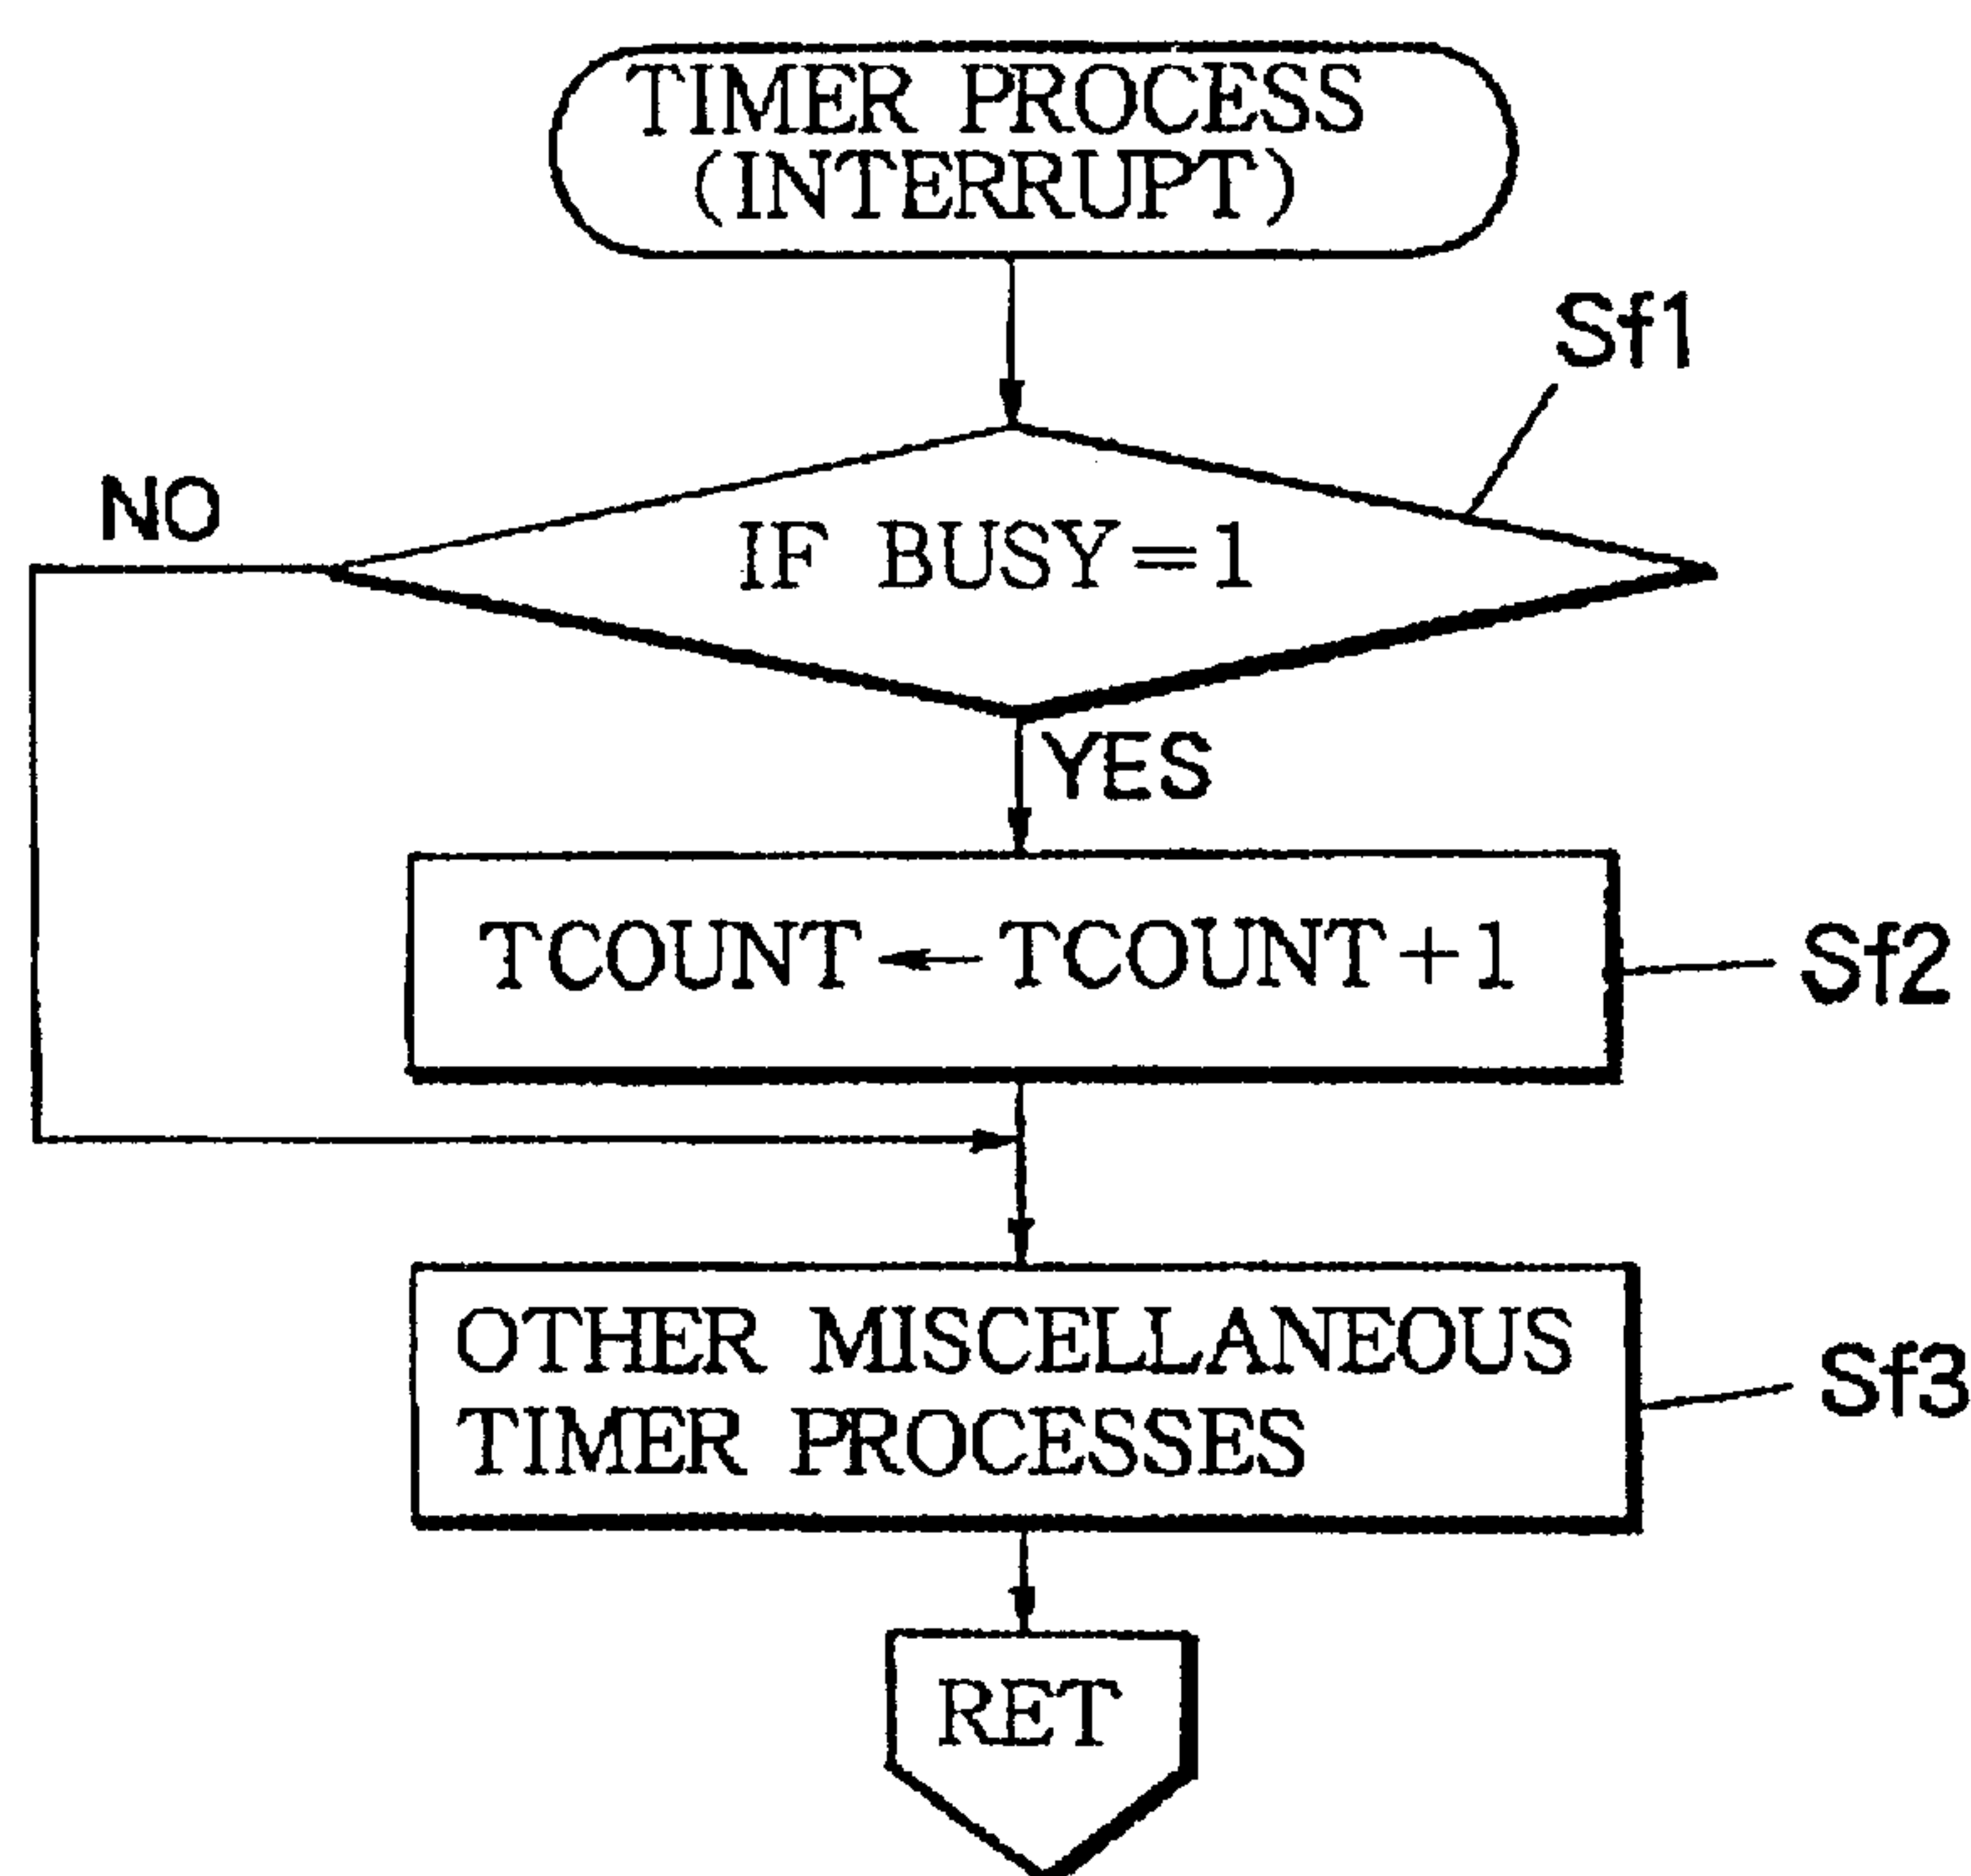 TIMER PROCESS
(INTERRUPT)
Sf1
NO
IF BUSY=1
YES
TCOUNT ← TCOUNT+1
Sf2
OTHER MISCELLANEOUS
TIMER PROCESSES
Sf3
RET